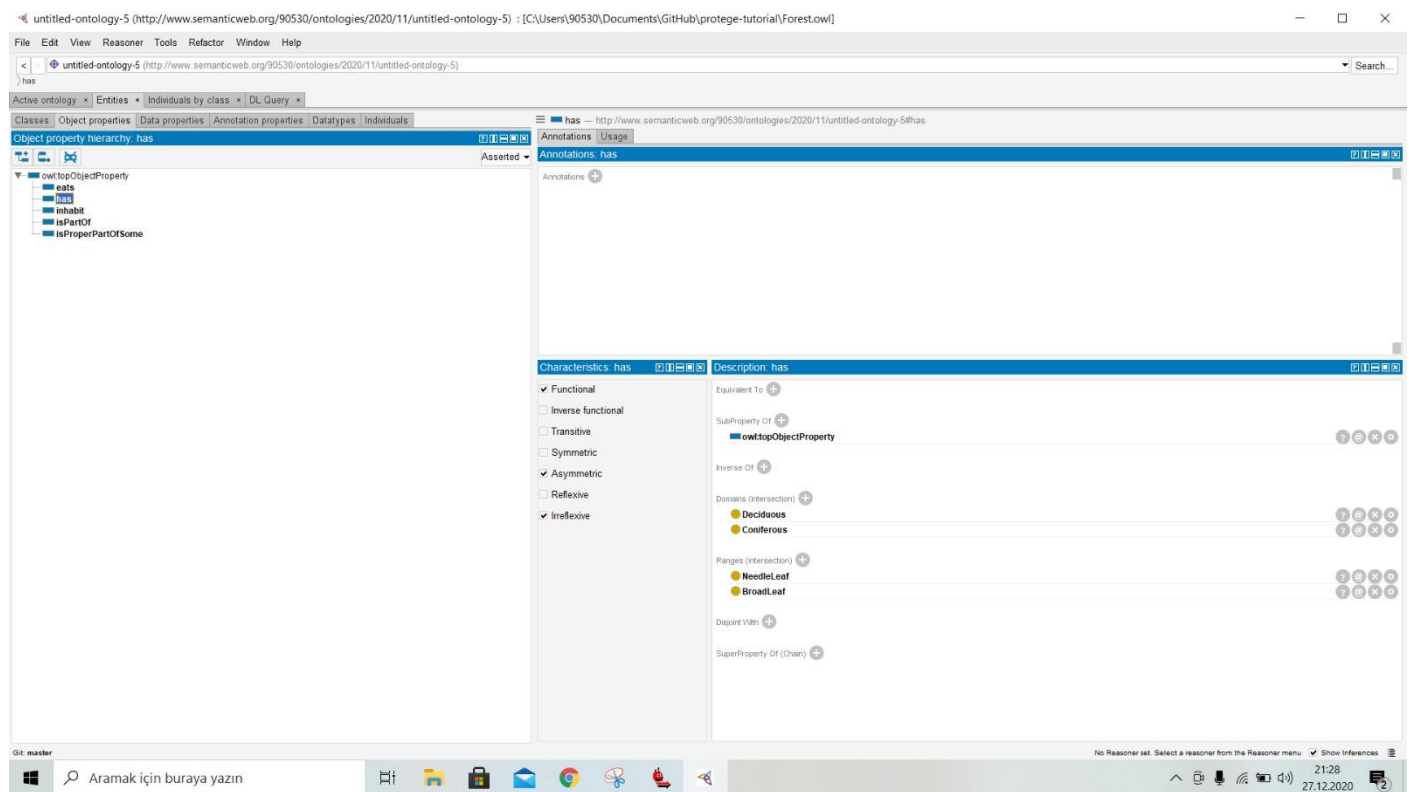 untitled-ontology-5 (http://www.semanticweb.org/90530/ontologies/2020/11/untitled-ontology-5) : [C:\Users\90530\Documents\GitHub\protege-tutorial\Forest.owl]
File Edit View Reasoner Tools Refactor Window Help
< > untitled-ontology-5 (http://www.semanticweb.org/90530/ontologies/2020/11/untitled-ontology-5) Search...
has
Active ontology × Entities × Individuals by class × DL Query ×
Classes Object properties Data properties Annotation properties Datatypes Individuals
Object property hierarchy: has
Asserted
owl:topObjectProperty
eats
has
inhabit
isPartOf
isProperPartOfSome
has — http://www.semanticweb.org/90530/ontologies/2020/11/untitled-ontology-5#has
Annotations Usage
Annotations: has
Annotations
Characteristics: has
Functional
Inverse functional
Transitive
Symmetric
Asymmetric
Reflexive
Irreflexive
Description: has
Equivalent To
SubProperty Of
owl:topObjectProperty
Inverse Of
Domains (intersection)
Deciduous
Coniferous
Ranges (intersection)
NeedleLeaf
BroadLeaf
Disjoint With
SuperProperty Of (Chain)
Git: master
No Reasoner set. Select a reasoner from the Reasoner menu Show Inferences
Aramak için buraya yazın
21:28
27.12.2020
2